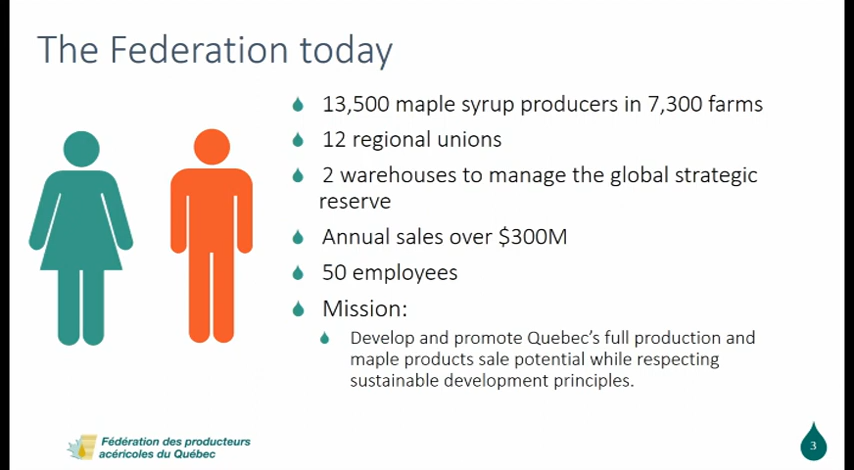 The Federation today
13,500 maple syrup producers in 7,300 farms
12 regional unions
2 warehouses to manage the global strategic
reserve
Annual sales over $300M
50 employees
Mission:
Develop and promote Quebec's full production and
maple products sale potential while respecting
sustainable development principles.
Fédération des producteurs
acéricoles du Québec
3